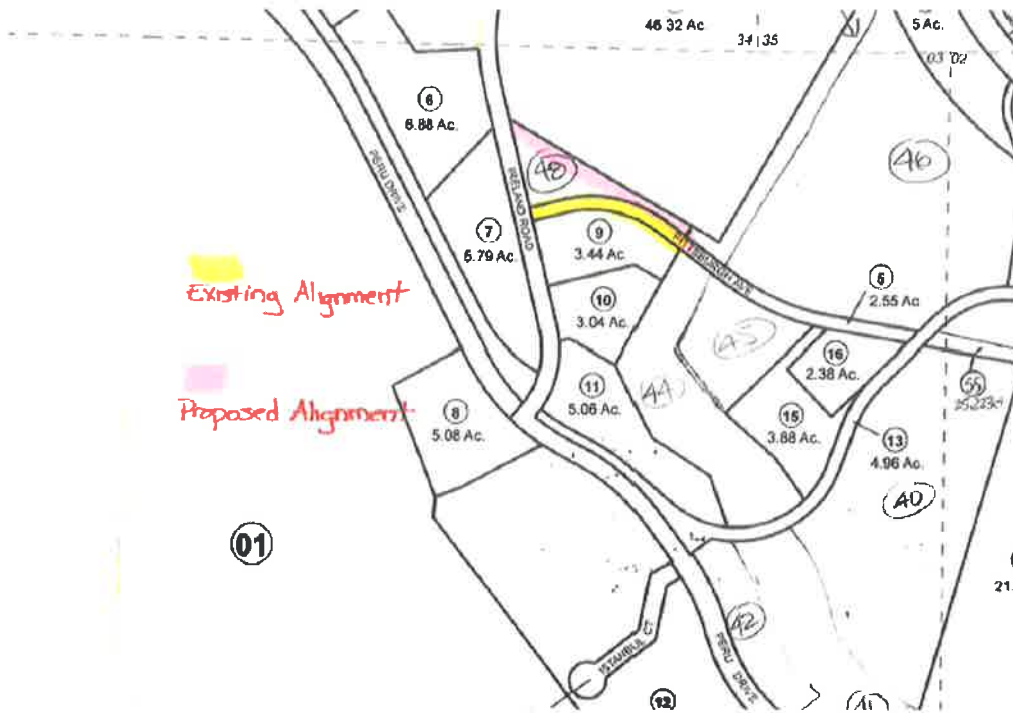 46 32 Ac.
34 | 35
5 Ac.
03 02
6
6.88 Ac.
PERU DRIVE
IRELAND ROAD
48
46
7
5.79 Ac.
9
3.44 Ac.
PITTSBURGH AVE
5
2.55 Ac
Existing Alignment
10
3.04 Ac.
45
16
2.38 Ac.
55
Proposed Alignment
8
5.08 Ac.
11
5.06 Ac.
44
15
3.88 Ac.
13
4.96 Ac.
40
01
21.
42
ISTANBUL CT
PERU DRIVE
12
41